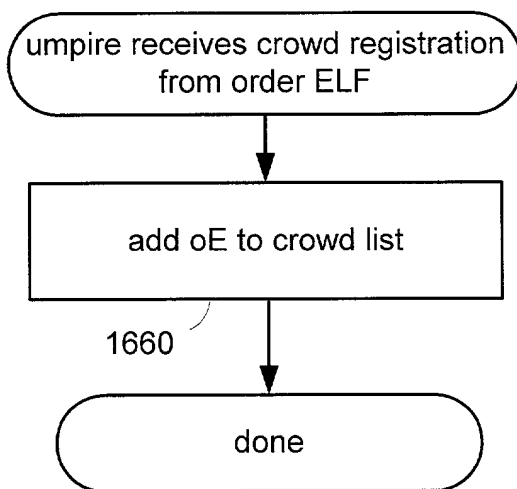 umpire receives crowd registration
from order ELF
add oE to crowd list
1660
done